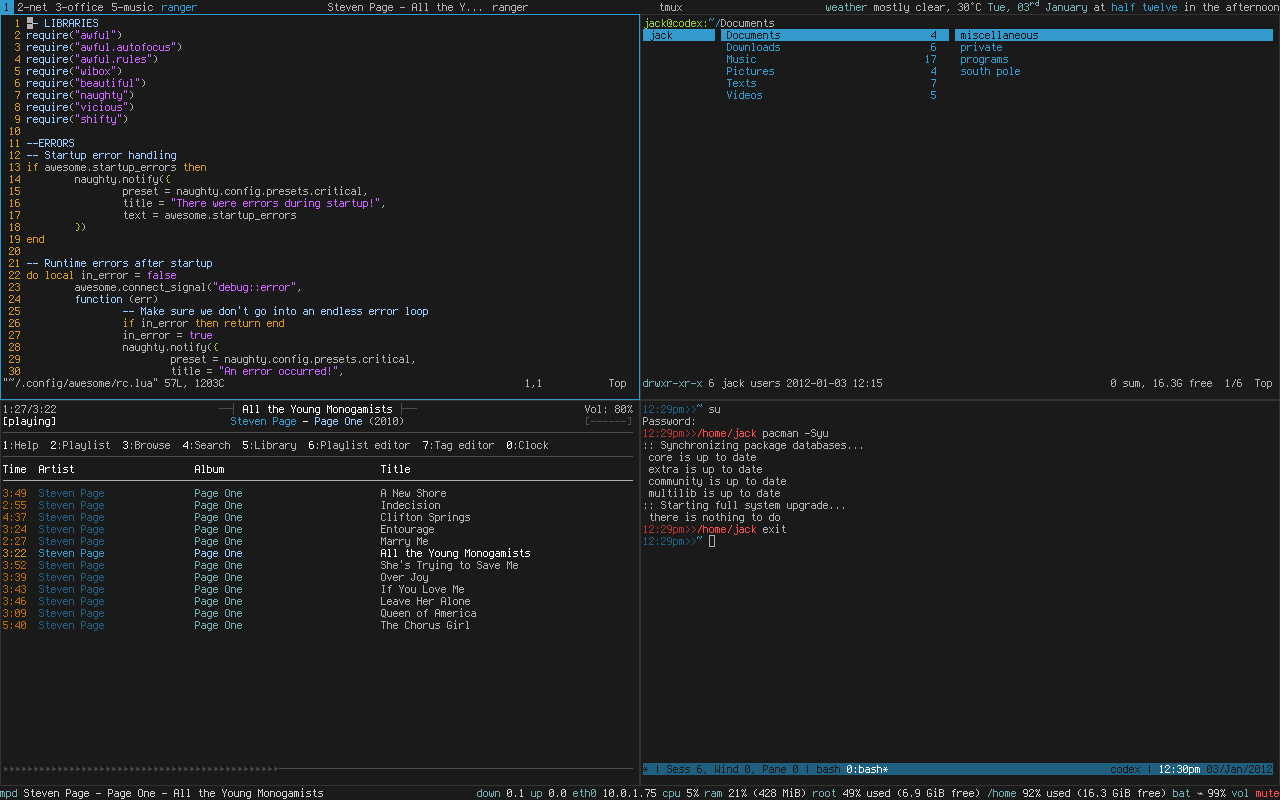 1 2-net 3-office 5-music ranger Steven Page - All the Y... ranger tmux weather mostly clear, 30°C Tue, 03rd January at half twelve in the afternoon
1 -- LIBRARIES
2 require("awful")
3 require("awful.autofocus")
4 require("awful.rules")
5 require("wibox")
6 require("beautiful")
7 require("naughty")
8 require("vicious")
9 require("shifty")
10
11 --ERRORS
12 -- Startup error handling
13 if awesome.startup_errors then
14 naughty.notify({
15 preset = naughty.config.presets.critical,
16 title = "There were errors during startup!",
17 text = awesome.startup_errors
18 })
19 end
20
21 -- Runtime errors after startup
22 do local in_error = false
23 awesome.connect_signal("debug::error",
24 function (err)
25 -- Make sure we don't go into an endless error loop
26 if in_error then return end
27 in_error = true
28 naughty.notify({
29 preset = naughty.config.presets.critical,
30 title = "An error occurred!",
"~/.config/awesome/rc.lua" 57L, 1203C 1,1 Top
jack@codex:~/Documents
jack Documents 4 miscellaneous
Downloads 6 private
Music 17 programs
Pictures 4 south pole
Texts 7
Videos 5
drwxr-xr-x 6 jack users 2012-01-03 12:15 0 sum, 16.3G free 1/6 Top
1:27/3:22 ──┤ All the Young Monogamists ├── Vol: 80%
[playing] Steven Page - Page One (2010) [------]
1:Help 2:Playlist 3:Browse 4:Search 5:Library 6:Playlist editor 7:Tag editor 0:Clock
Time Artist Album Title
3:49 Steven Page Page One A New Shore
2:55 Steven Page Page One Indecision
4:37 Steven Page Page One Clifton Springs
3:24 Steven Page Page One Entourage
2:27 Steven Page Page One Marry Me
3:22 Steven Page Page One All the Young Monogamists
3:52 Steven Page Page One She's Trying to Save Me
3:39 Steven Page Page One Over Joy
3:43 Steven Page Page One If You Love Me
3:46 Steven Page Page One Leave Her Alone
3:09 Steven Page Page One Queen of America
5:40 Steven Page Page One The Chorus Girl
12:29pm>>~ su
Password:
12:29pm>>/home/jack pacman -Syu
:: Synchronizing package databases...
core is up to date
extra is up to date
community is up to date
multilib is up to date
:: Starting full system upgrade...
there is nothing to do
12:29pm>>/home/jack exit
12:29pm>>~
* | Sess 6, Wind 0, Pane 0 | bash 0:bash* codex | 12:30pm 03/Jan/2012
mpd Steven Page - Page One - All the Young Monogamists down 0.1 up 0.0 eth0 10.0.1.75 cpu 5% ram 21% (428 MiB) root 49% used (6.9 GiB free) /home 92% used (16.3 GiB free) bat ⌁ 99% vol mute